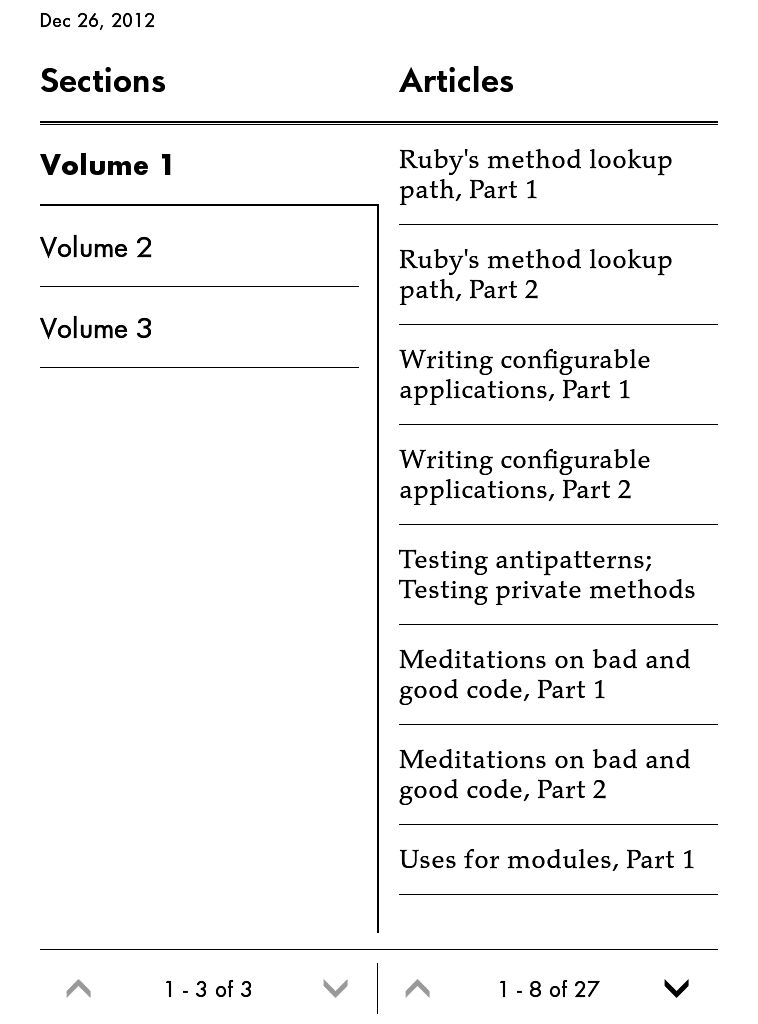 Dec 26, 2012
Sections
Articles
Volume 1
Volume 2
Volume 3
Ruby's method lookup
path, Part 1
Ruby's method lookup
path, Part 2
Writing configurable
applications, Part 1
Writing configurable
applications, Part 2
Testing antipatterns;
Testing private methods
Meditations on bad and
good code, Part 1
Meditations on bad and
good code, Part 2
Uses for modules, Part 1
1 - 3 of 3
1 - 8 of 27